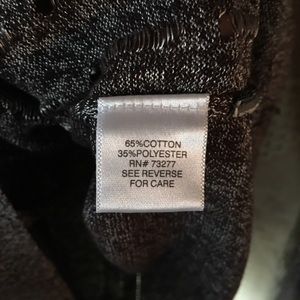 65%COTTON
35%POLYESTER
RN# 73277
SEE REVERSE
FOR CARE